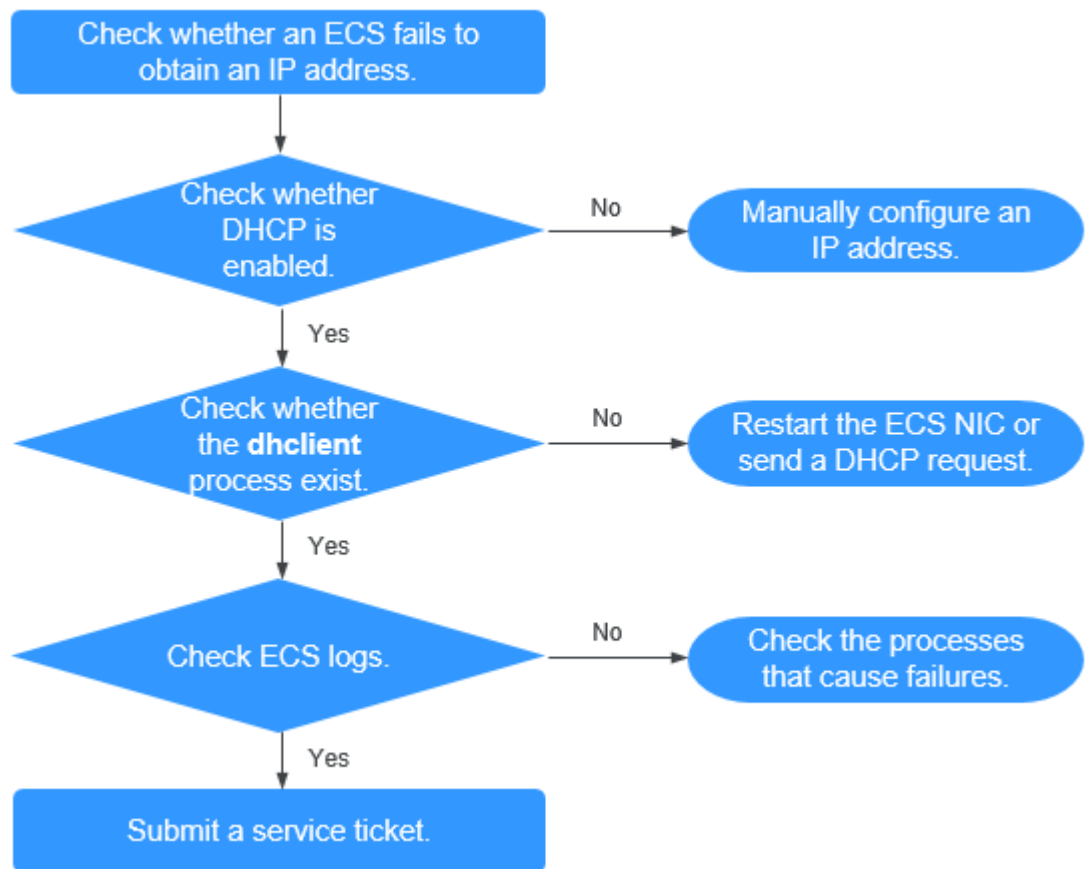 Check whether an ECS fails to
obtain an IP address.
Check whether
DHCP is
enabled.
No
Manually configure an
IP address.
Yes
Check whether
the dhclient
process exist.
No
Restart the ECS NIC or
send a DHCP request.
Yes
Check ECS logs.
No
Check the processes
that cause failures.
Yes
Submit a service ticket.